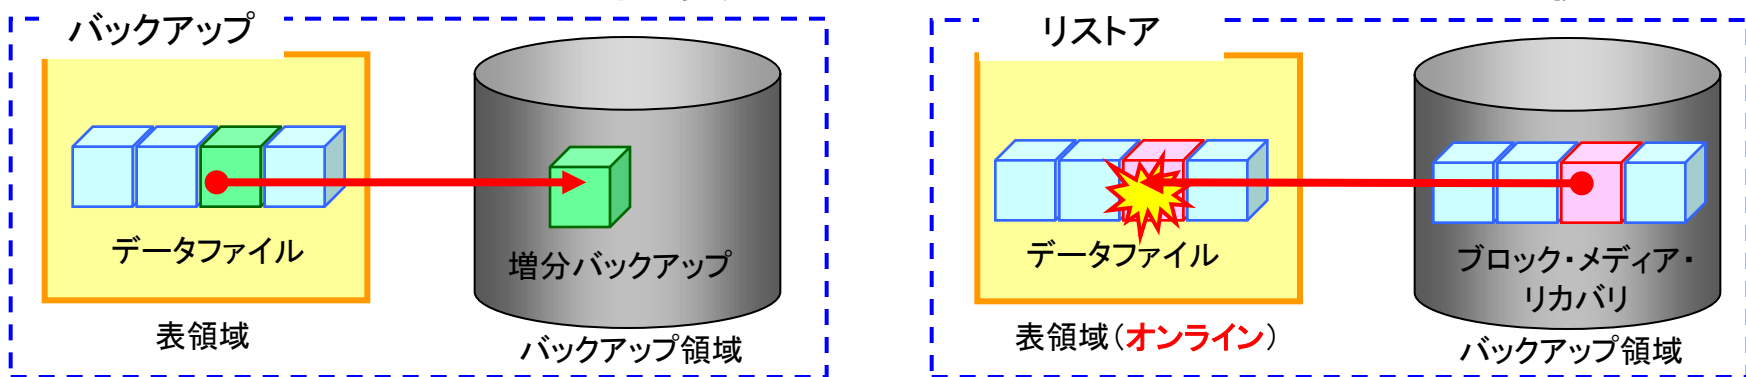 バックアップ
データファイル
増分バックアップ
表領域
バックアップ領域
リストア
データファイル
ブロック・メディア・
リカバリ
表領域(オンライン)
バックアップ領域